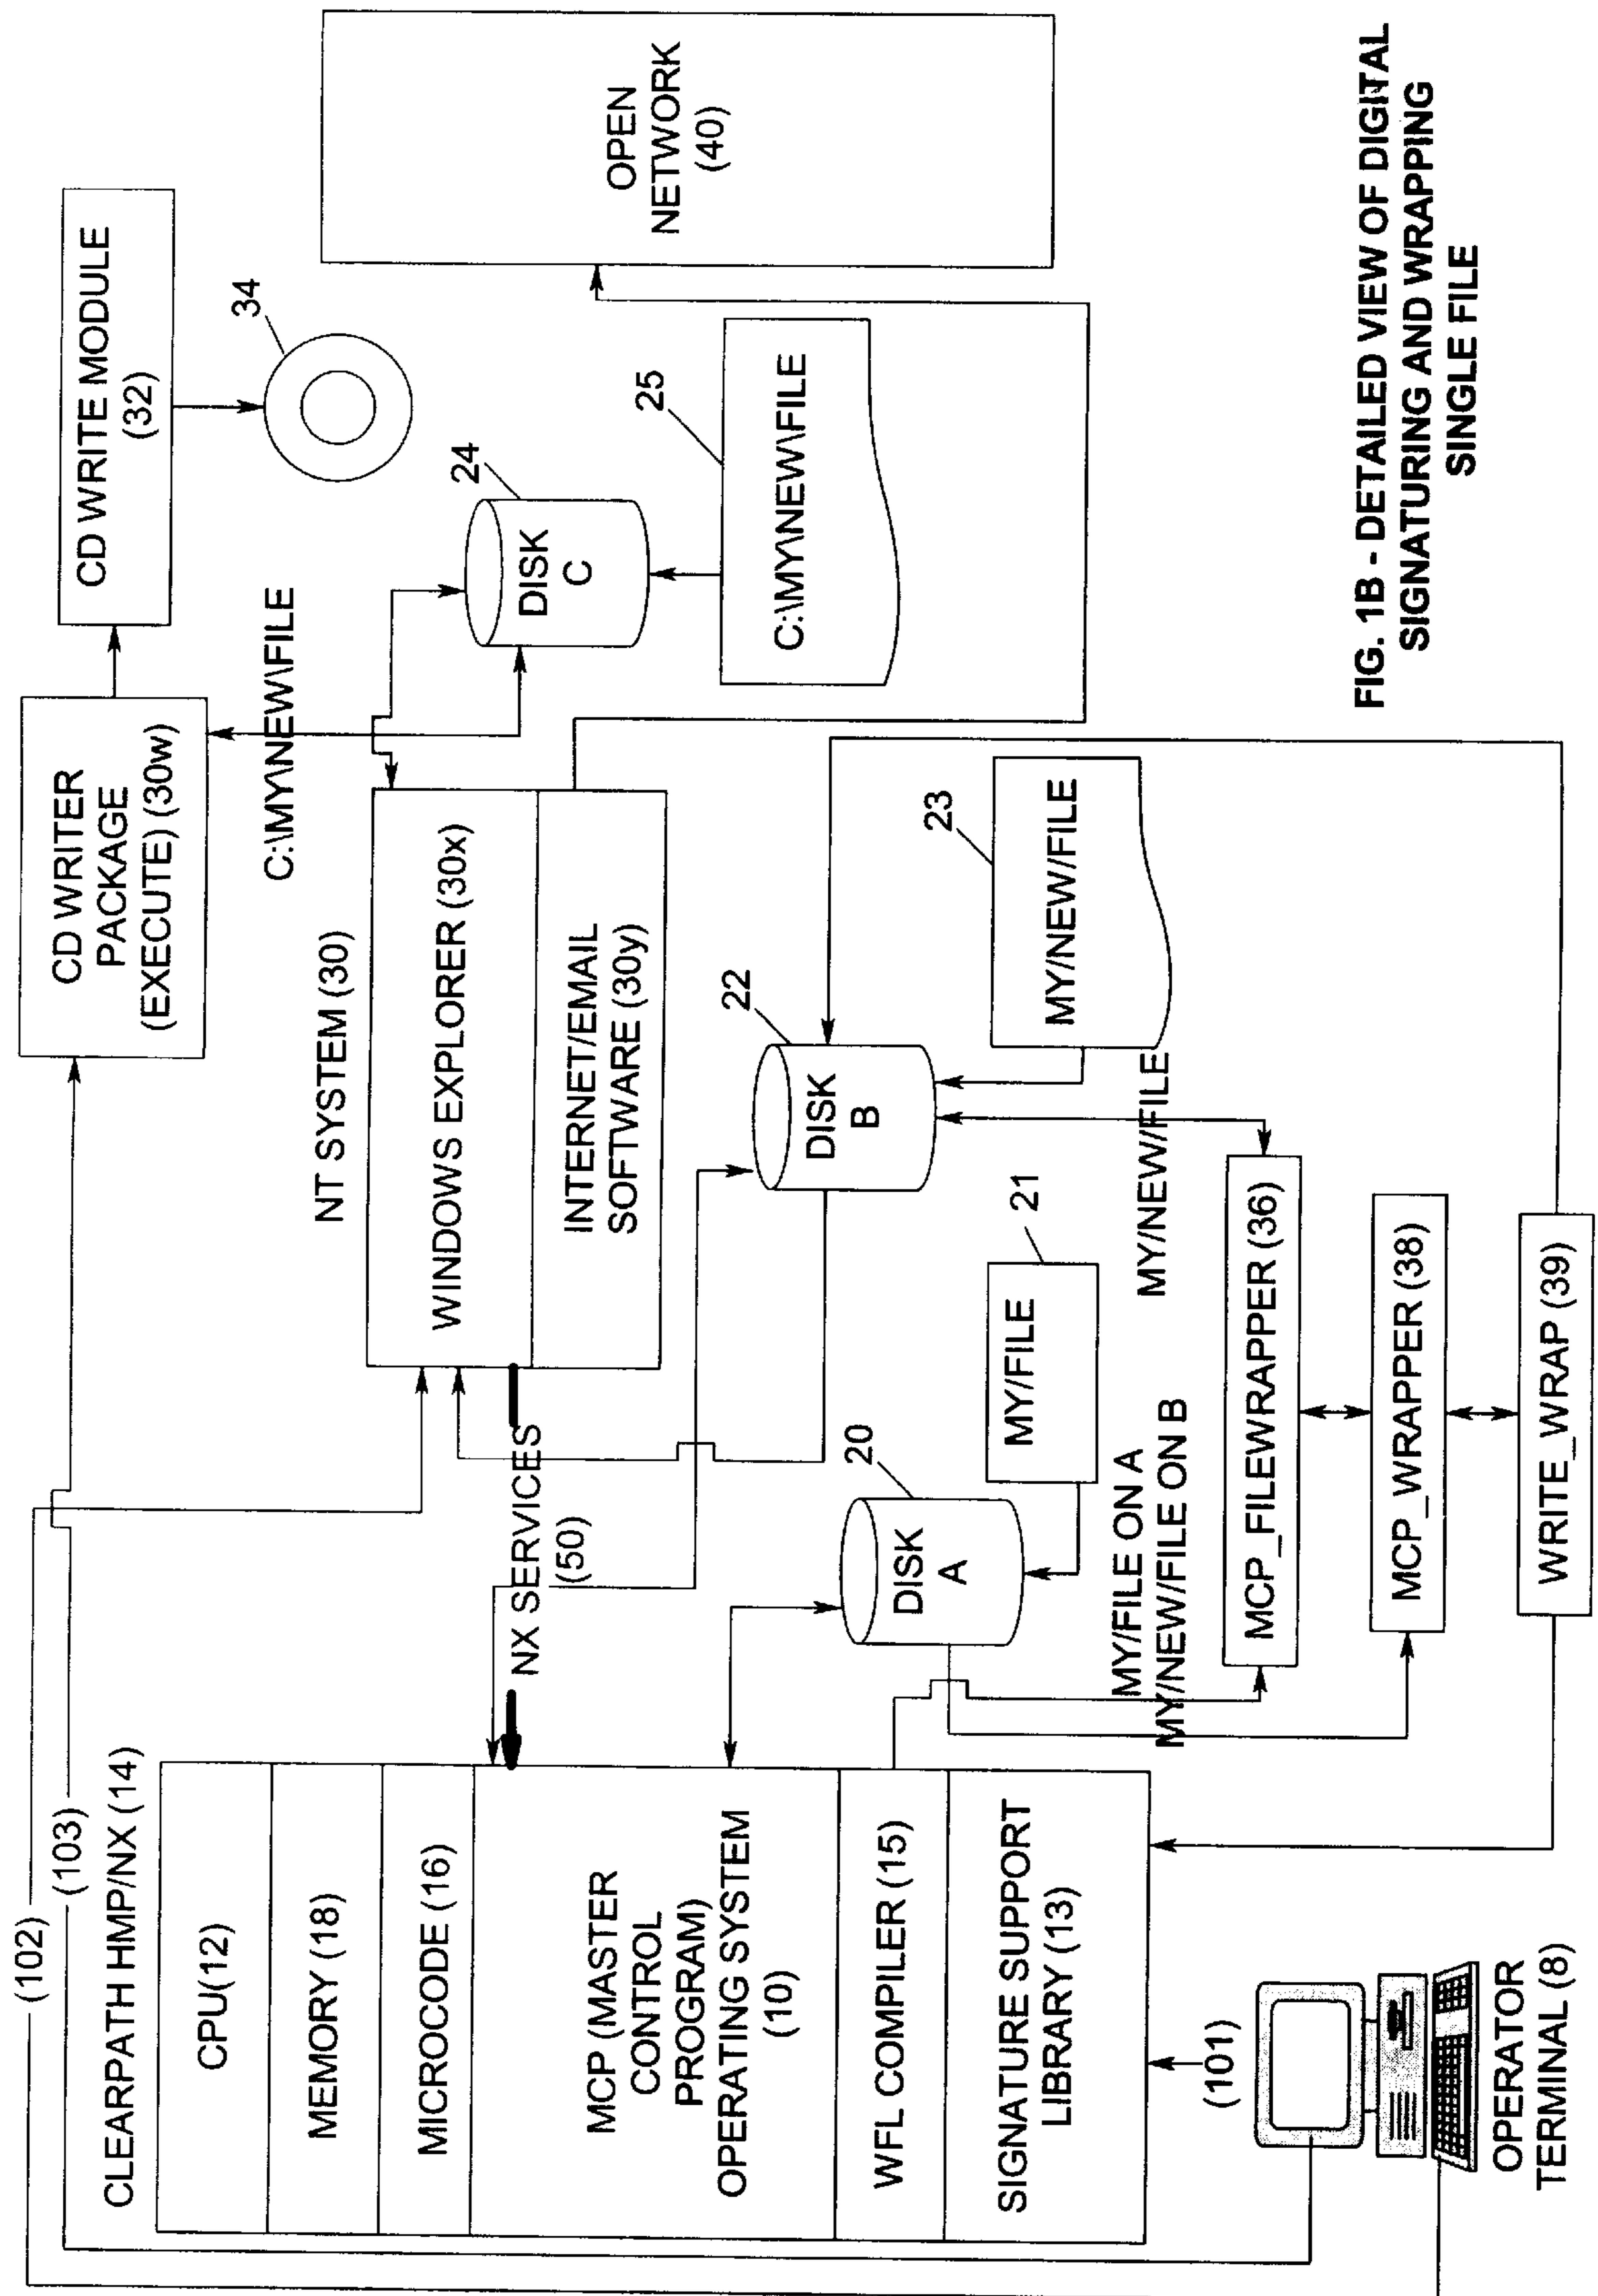 (102)
(103)
CLEARPATH HMP/NX (14)
CPU(12)
MEMORY (18)
MICROCODE (16)
MCP (MASTER
CONTROL
PROGRAM)
OPERATING SYSTEM
(10)
WFL COMPILER (15)
SIGNATURE SUPPORT
LIBRARY (13)
(101)
OPERATOR
TERMINAL (8)
NX SERVICES
(50)
CD WRITER
PACKAGE
(EXECUTE) (30w)
CD WRITE MODULE
(32)
34
C:\MY\NEW\FILE
NT SYSTEM (30)
WINDOWS EXPLORER (30x)
INTERNET/EMAIL
SOFTWARE (30y)
24
DISK
C
25
C:\MY\NEW\FILE
OPEN
NETWORK
(40)
20
DISK
A
21
MY/FILE
22
DISK
B
23
MY/NEW/FILE
MY/NEW/FILE
MY/FILE ON A
MY/NEW/FILE ON B
MCP_FILEWRAPPER (36)
MCP_WRAPPER (38)
WRITE_WRAP (39)
FIG. 1B - DETAILED VIEW OF DIGITAL
SIGNATURING AND WRAPPING
SINGLE FILE